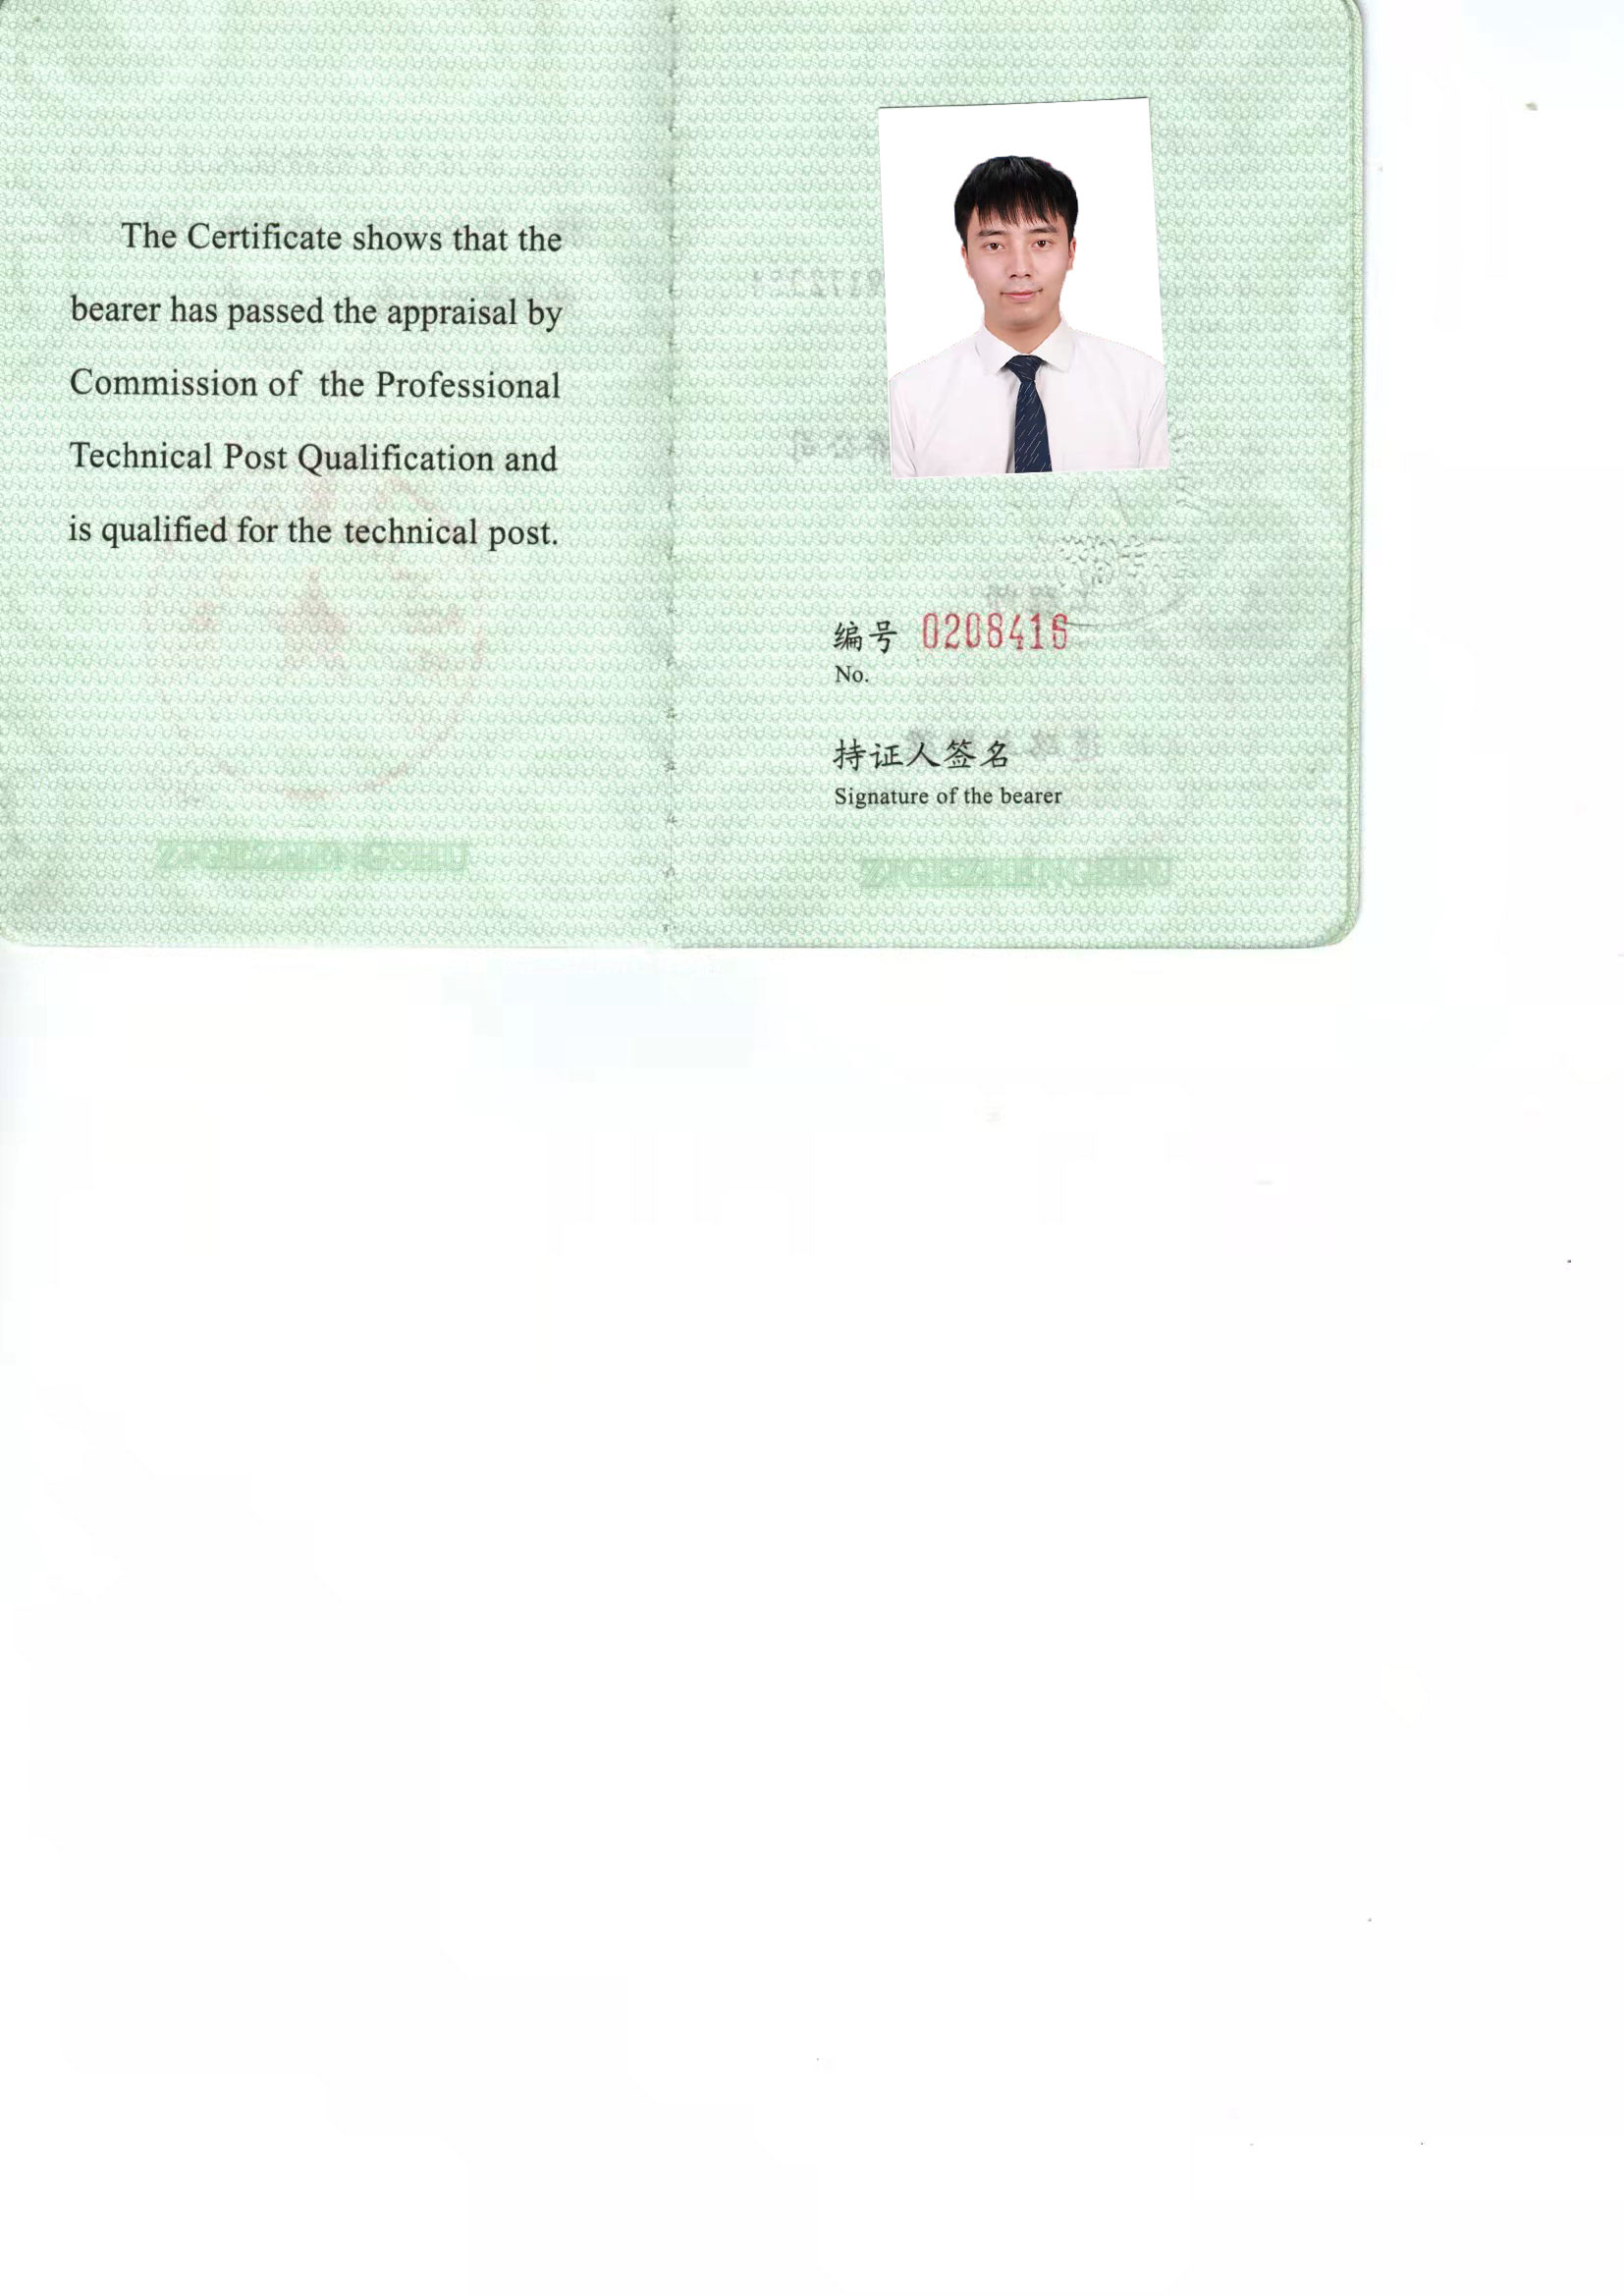 The Certificate shows that the
bearer has passed the appraisal by
Commission of the Professional
Technical Post Qualification and
is qualified for the technical post.
编号 0208416
No.
持证人签名
Signature of the bearer